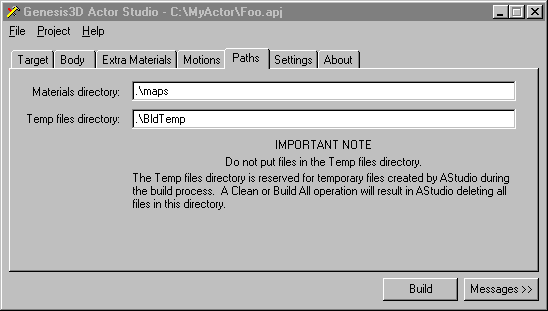 Genesis3D Actor Studio - C:\MyActor\Foo.apj
File Project Help
Target Body Extra Materials Motions Paths Settings About
Materials directory: .\maps
Temp files directory: .\BldTemp
IMPORTANT NOTE
Do not put files in the Temp files directory.
The Temp files directory is reserved for temporary files created by AStudio during
the build process. A Clean or Build All operation will result in AStudio deleting all
files in this directory.
Build Messages >>